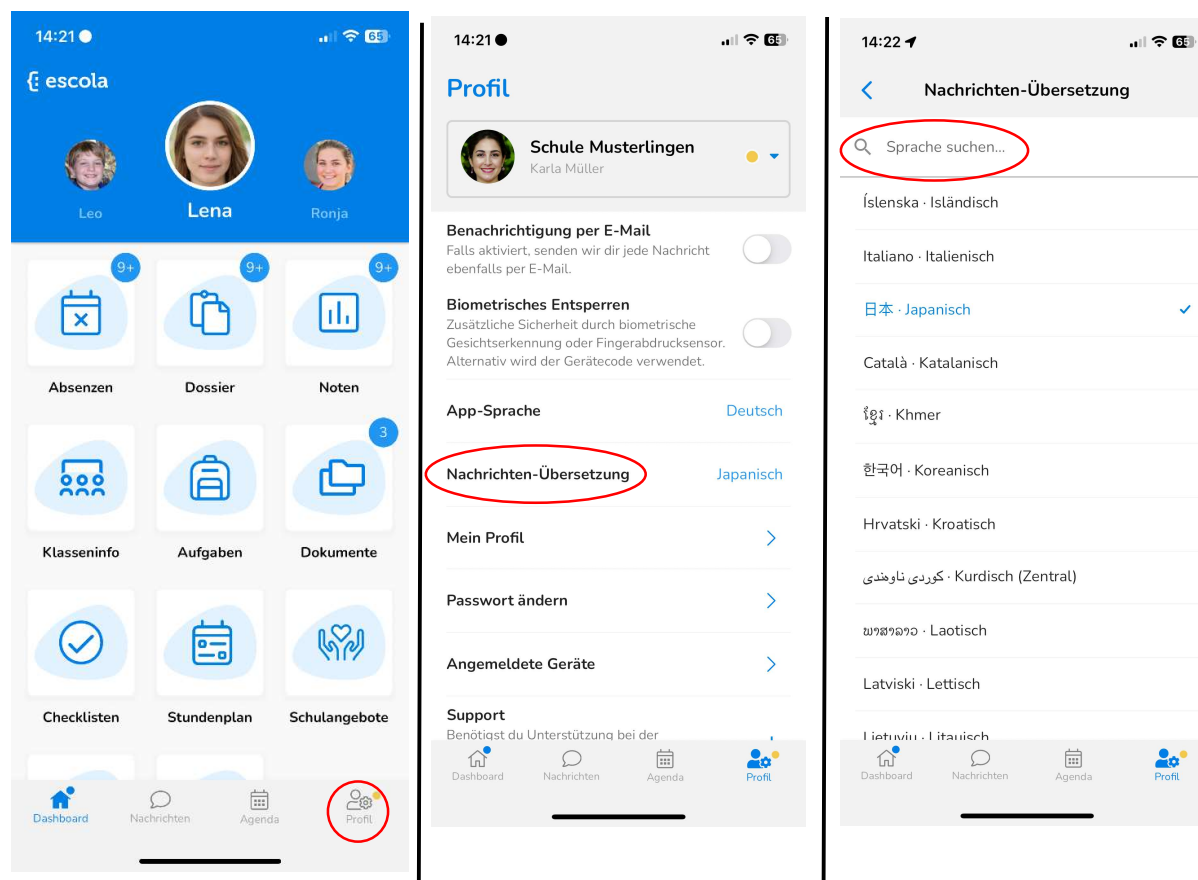 14:21
65
escola
Leo
Lena
Ronja
9+
9+
9+
Absenzen
Dossier
Noten
3
Klasseninfo
Aufgaben
Dokumente
Checklisten
Stundenplan
Schulangebote
Dashboard
Nachrichten
Agenda
Profil
14:21
65
Profil
Schule Musterlingen
Karla Müller
Benachrichtigung per E-Mail
Falls aktiviert, senden wir dir jede Nachricht
ebenfalls per E-Mail.
Biometrisches Entsperren
Zusätzliche Sicherheit durch biometrische
Gesichtserkennung oder Fingerabdrucksensor.
Alternativ wird der Gerätecode verwendet.
App-Sprache
Deutsch
Nachrichten-Übersetzung
Japanisch
Mein Profil
Passwort ändern
Angemeldete Geräte
Support
Benötigst du Unterstützung bei der
Dashboard
Nachrichten
Agenda
Profil
14:22
65
Nachrichten-Übersetzung
Sprache suchen...
Íslenska · Isländisch
Italiano · Italienisch
日本 · Japanisch
Català · Katalanisch
ខ្មែរ · Khmer
한국어 · Koreanisch
Hrvatski · Kroatisch
کوردی ناوەندی · Kurdisch (Zentral)
ພາສາລາວ · Laotisch
Latviski · Lettisch
Lietuvių · Litauisch
Dashboard
Nachrichten
Agenda
Profil